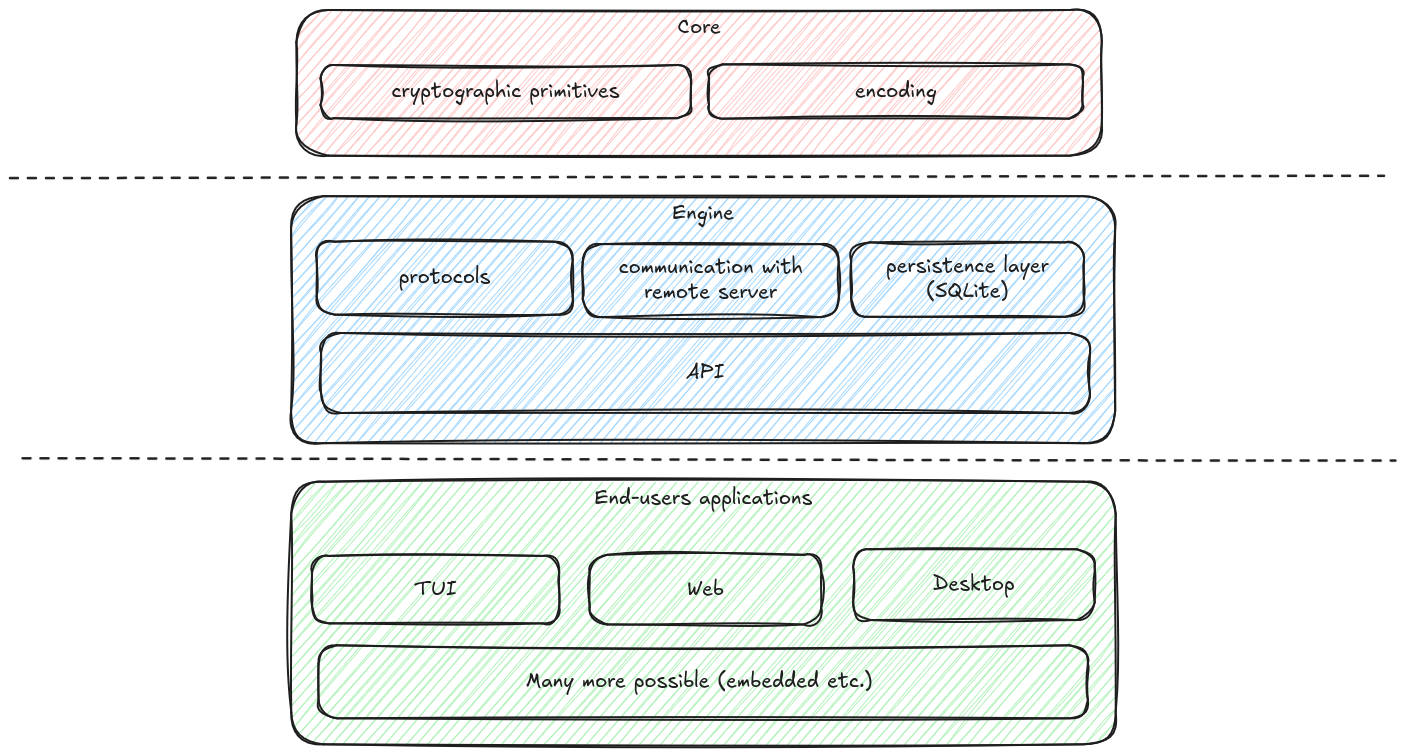 Core
cryptographic primitives
encoding
Engine
protocols
communication with
remote server
persistence layer
(SQLite)
API
End-users applications
TUI
Web
Desktop
Many more possible (embedded etc.)